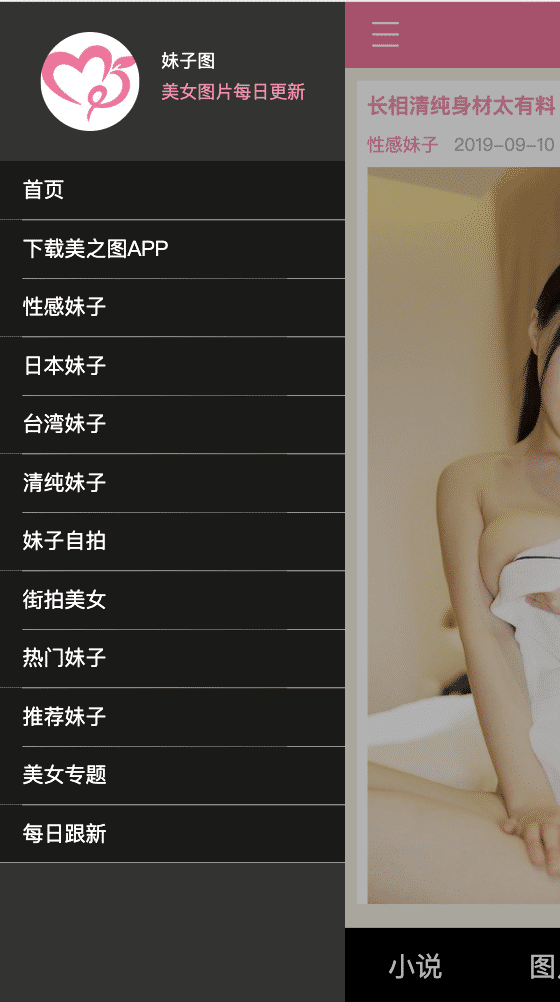 妹子图
美女图片每日更新
首页
下载美之图APP
性感妹子
日本妹子
台湾妹子
清纯妹子
妹子自拍
街拍美女
热门妹子
推荐妹子
美女专题
每日跟新
长相清纯身材太有料
性感妹子 2019-09-10
小说
图